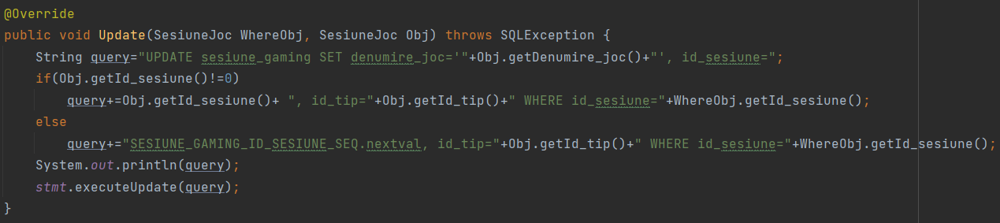 @Override
public void Update(SesiuneJoc WhereObj, SesiuneJoc Obj) throws SQLException {
    String query="UPDATE sesiune_gaming SET denumire_joc='"+Obj.getDenumire_joc()+"', id_sesiune=";
    if(Obj.getId_sesiune()!=0)
        query+=Obj.getId_sesiune()+ ", id_tip="+Obj.getId_tip()+" WHERE id_sesiune="+WhereObj.getId_sesiune();
    else
        query+="SESIUNE_GAMING_ID_SESIUNE_SEQ.nextval, id_tip="+Obj.getId_tip()+" WHERE id_sesiune="+WhereObj.getId_sesiune();
    System.out.println(query);
    stmt.executeUpdate(query);
}